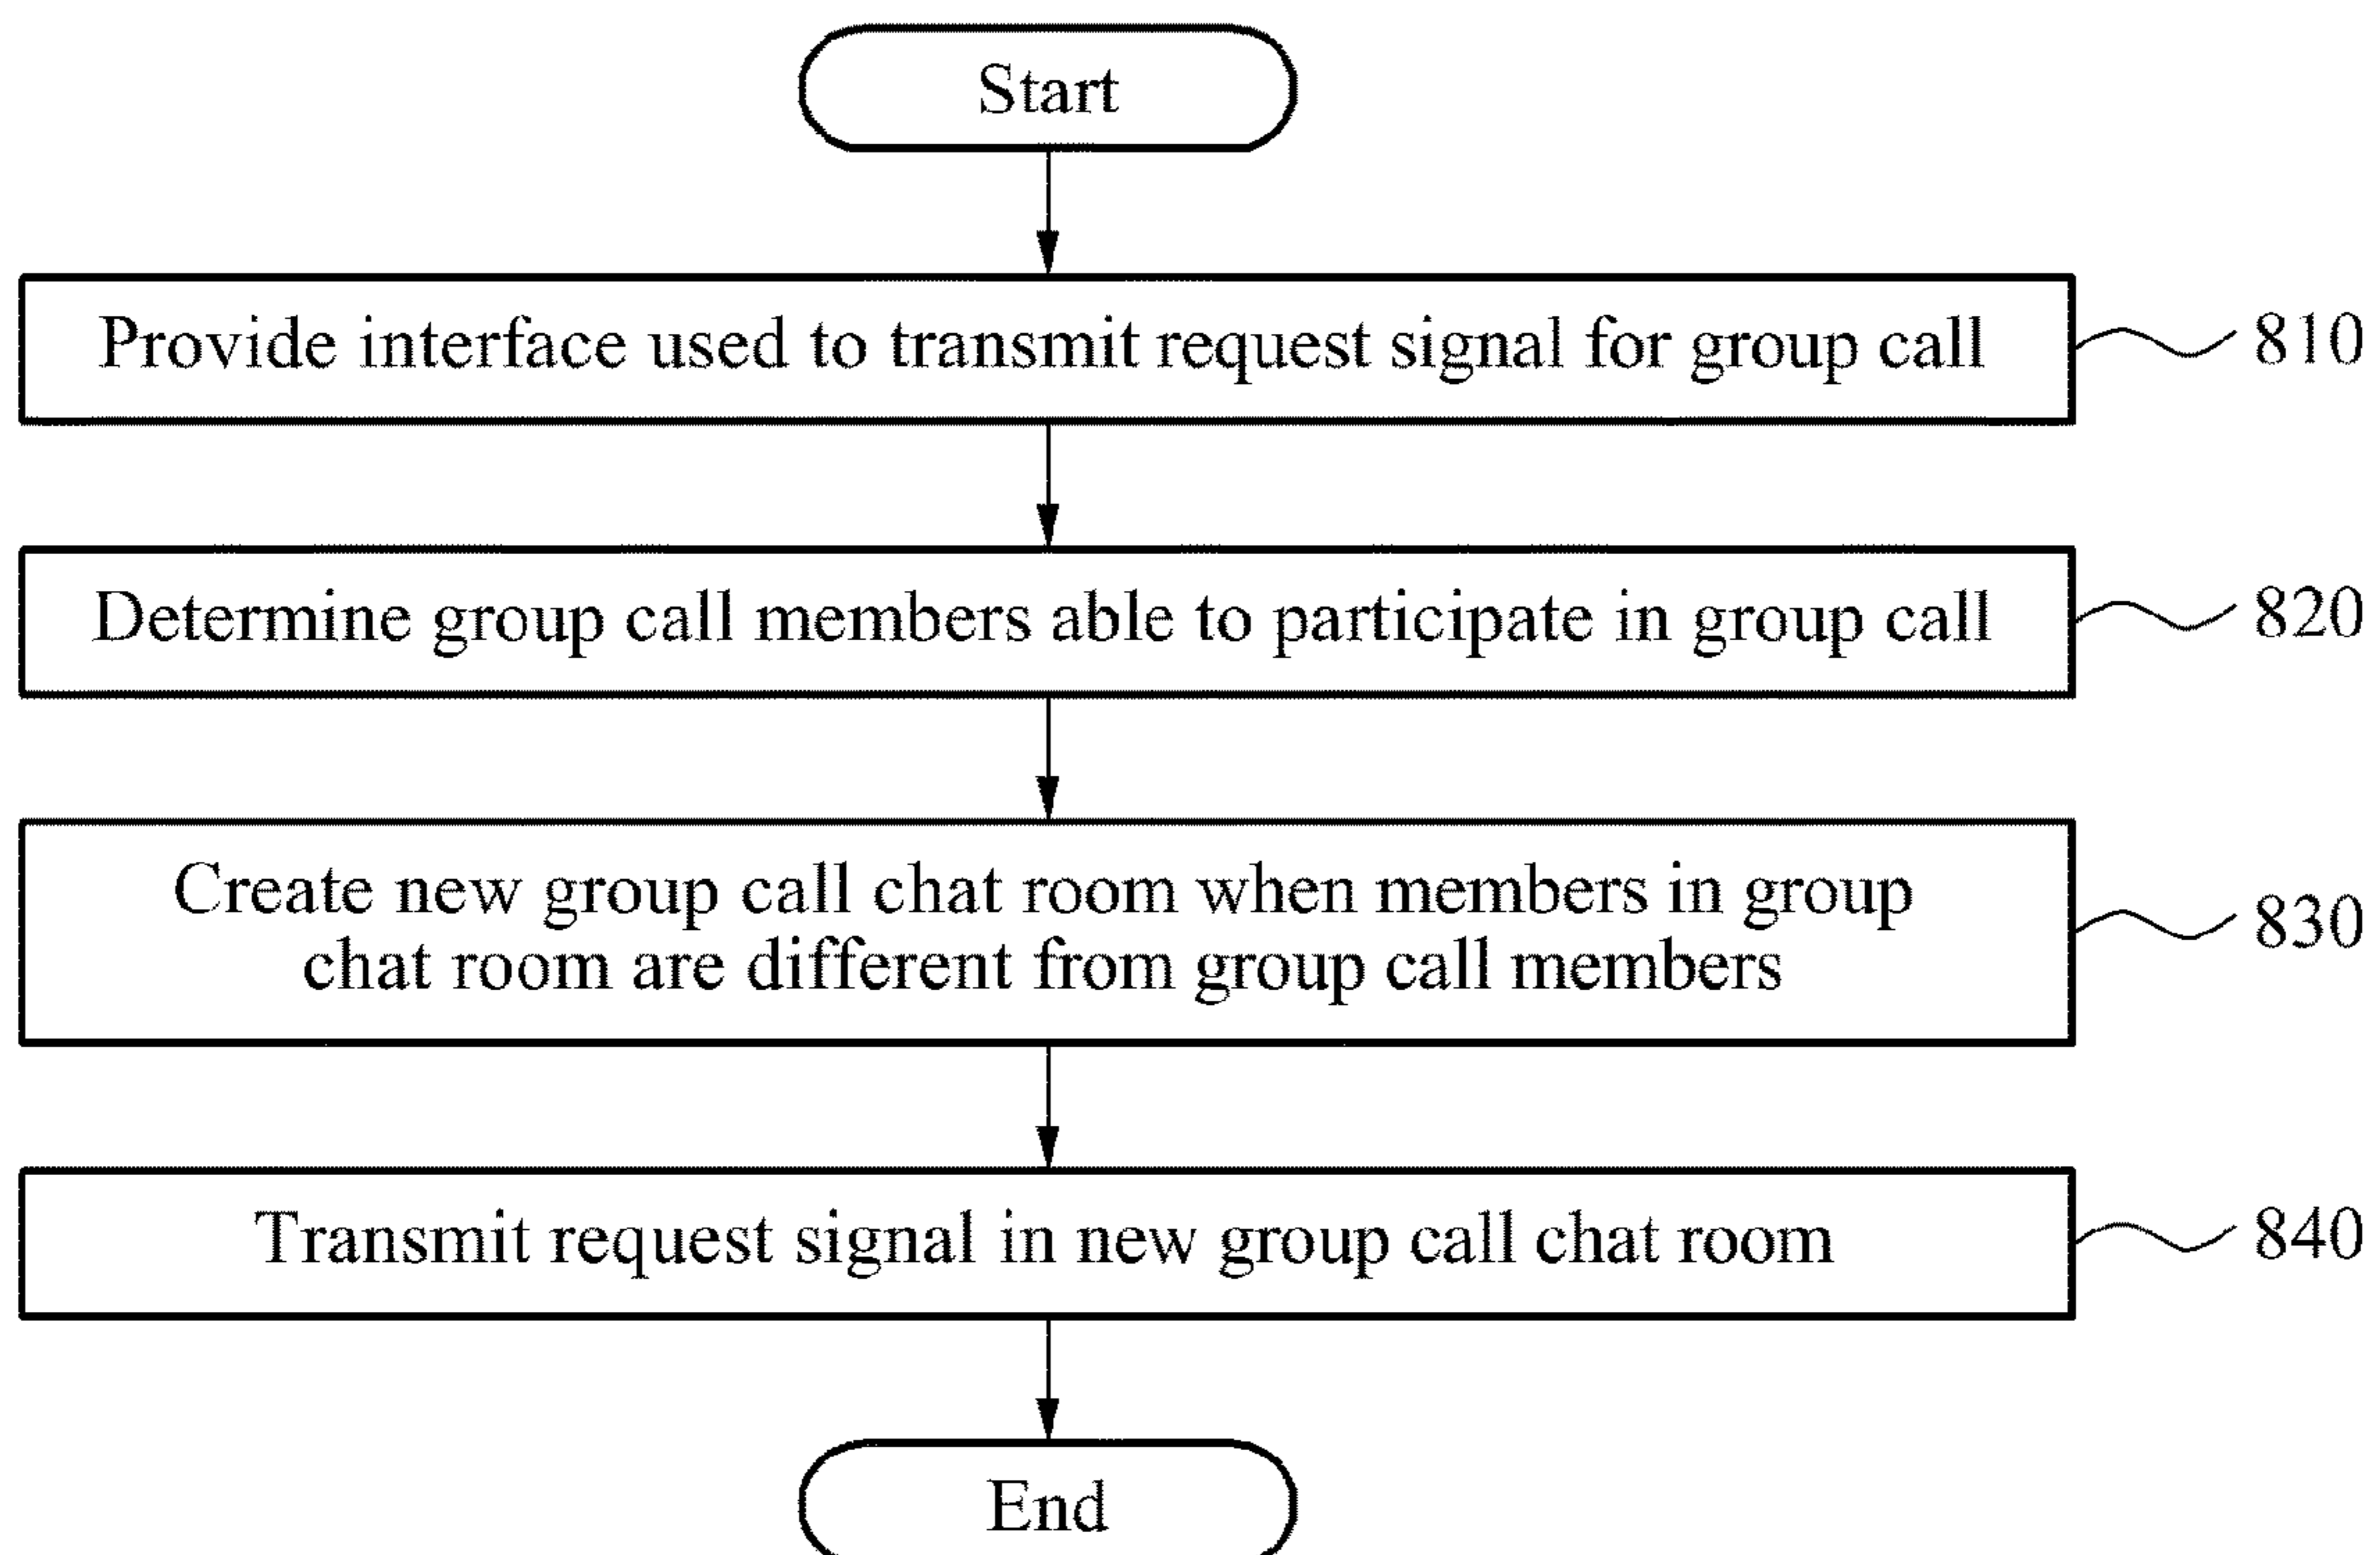 Start
Provide interface used to transmit request signal for group call
810
Determine group call members able to participate in group call
820
Create new group call chat room when members in group
chat room are different from group call members
830
Transmit request signal in new group call chat room
840
End